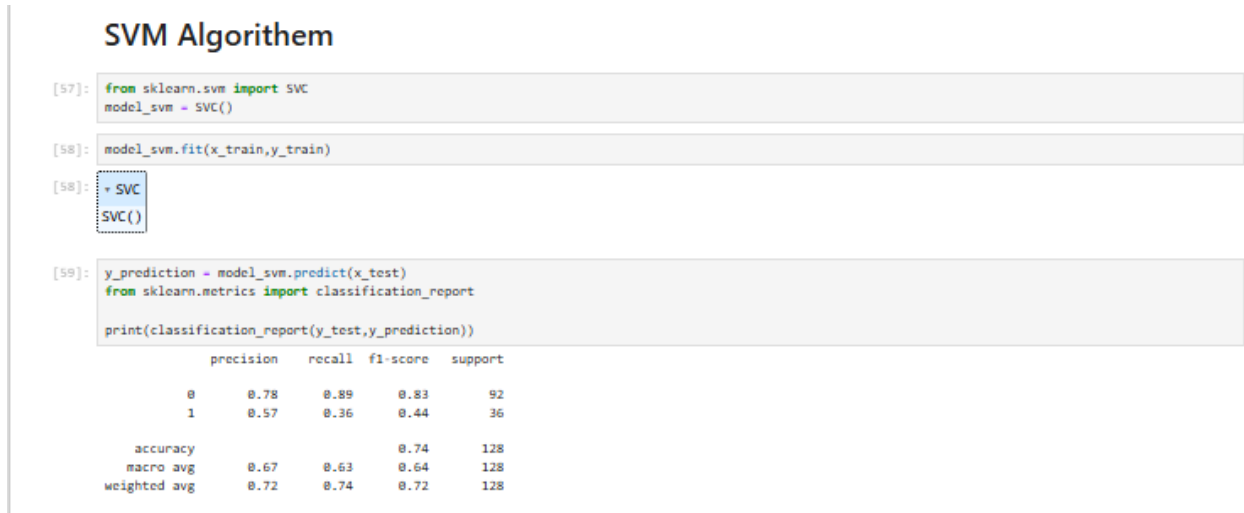 SVM Algorithem
[57]: from sklearn.svm import SVC
model_svm = SVC()
[58]: model_svm.fit(x_train,y_train)
[58]: ▾ SVC
SVC()
[59]: y_prediction = model_svm.predict(x_test)
from sklearn.metrics import classification_report
print(classification_report(y_test,y_prediction))
precision recall f1-score support
0 0.78 0.89 0.83 92
1 0.57 0.36 0.44 36
accuracy 0.74 128
macro avg 0.67 0.63 0.64 128
weighted avg 0.72 0.74 0.72 128